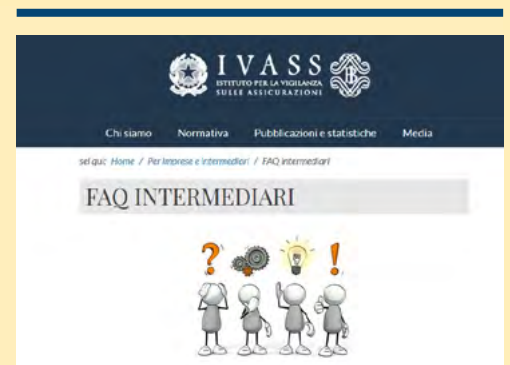 IVASS
ISTITUTO PER LA VIGILANZA
SULLE ASSICURAZIONI
Chi siamo Normativa Pubblicazioni e statistiche Media
sei qui: Home / Per Imprese e intermediari / FAQ intermediari
FAQ INTERMEDIARI
? !